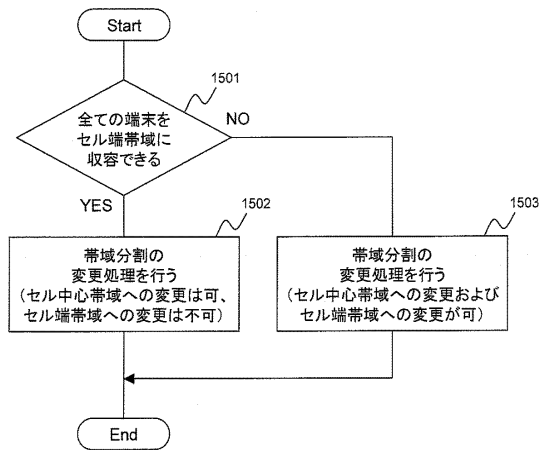 Start
1501
全ての端末を
セル端帯域に
収容できる
NO
YES
1502
帯域分割の
変更処理を行う
(セル中心帯域への変更は可、
セル端帯域への変更は不可)
1503
帯域分割の
変更処理を行う
(セル中心帯域への変更および
セル端帯域への変更が可)
End